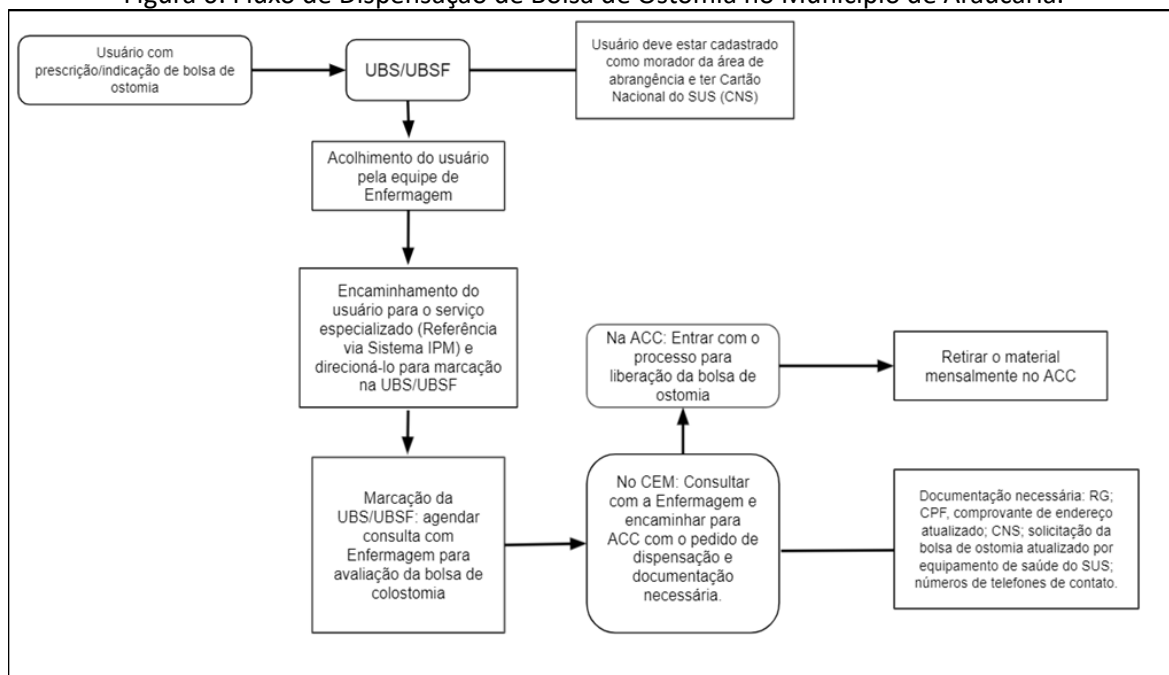 Figura 6: Fluxo de Dispensação de Bolsa de Ostomia no Município de Araucária.
Usuário com
prescrição/indicação de bolsa de
ostomia
UBS/UBSF
Usuário deve estar cadastrado
como morador da área de
abrangência e ter Cartão
Nacional do SUS (CNS)
Acolhimento do usuário
pela equipe de
Enfermagem
Encaminhamento do
usuário para o serviço
especializado (Referência
via Sistema IPM) e
direcioná-lo para marcação
na UBS/UBSF
Marcação da
UBS/UBSF: agendar
consulta com
Enfermagem para
avaliação da bolsa de
colostomia
No CEM: Consultar
com a Enfermagem e
encaminhar para
ACC com o pedido de
dispensação e
documentação
necessária.
Documentação necessária: RG;
CPF, comprovante de endereço
atualizado; CNS; solicitação da
bolsa de ostomia atualizado por
equipamento de saúde do SUS;
números de telefones de contato.
Na ACC: Entrar com o
processo para
liberação da bolsa de
ostomia
Retirar o material
mensalmente no ACC